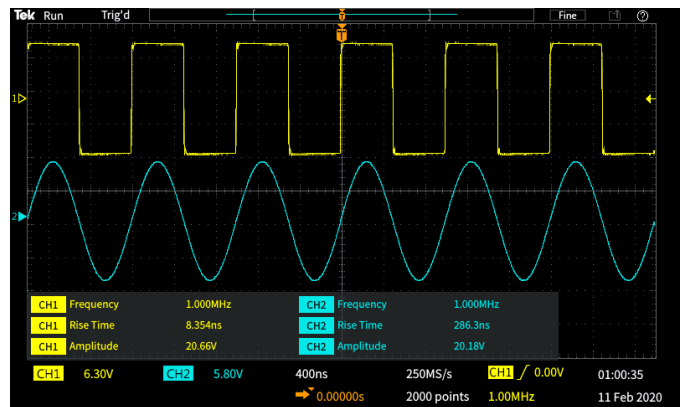 Tek Run Trig'd Fine
T
1
2
CH1 Frequency 1.000MHz CH2 Frequency 1.000MHz
CH1 Rise Time 8.354ns CH2 Rise Time 286.3ns
CH1 Amplitude 20.66V CH2 Amplitude 20.18V
CH1 6.30V CH2 5.80V 400ns 250MS/s CH1 0.00V 01:00:35
0.00000s 2000 points 1.00MHz 11 Feb 2020